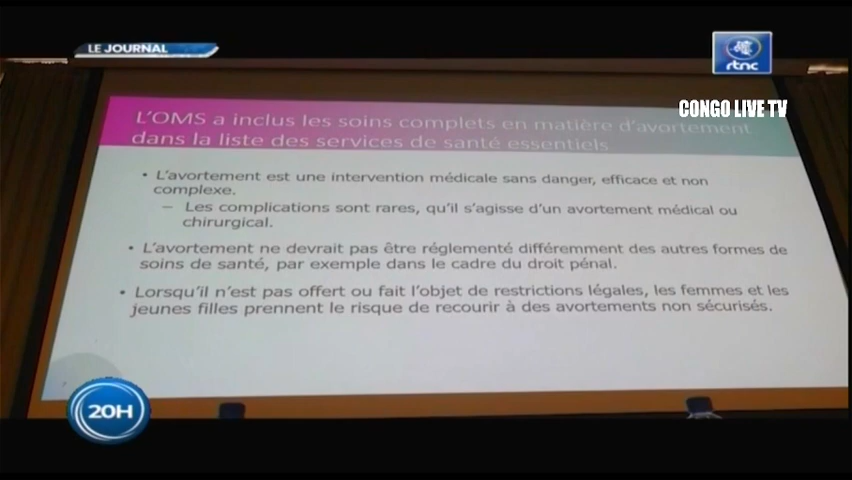 LE JOURNAL
rtnc
CONGO LIVE TV
L'OMS a inclus les soins complets en matière d'avortement
dans la liste des services de santé essentiels
• L'avortement est une intervention médicale sans danger, efficace et non
complexe.
– Les complications sont rares, qu'il s'agisse d'un avortement médical ou
chirurgical.
• L'avortement ne devrait pas être réglementé différemment des autres formes de
soins de santé, par exemple dans le cadre du droit pénal.
• Lorsqu'il n'est pas offert ou fait l'objet de restrictions légales, les femmes et les
jeunes filles prennent le risque de recourir à des avortements non sécurisés.
20H